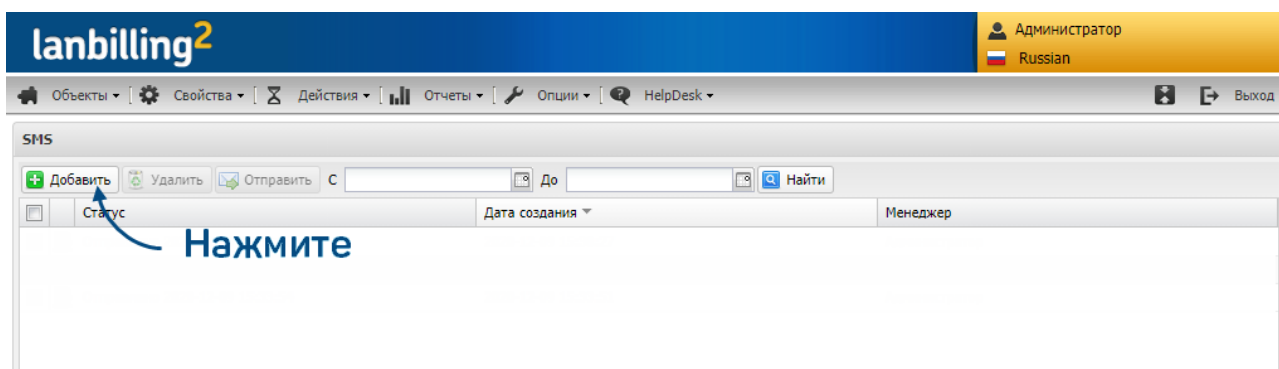 lanbilling2
Администратор
Russian
Объекты Свойства Действия Отчеты Опции HelpDesk Выход
SMS
Добавить Удалить Отправить С До Найти
Статус Дата создания Менеджер
Нажмите